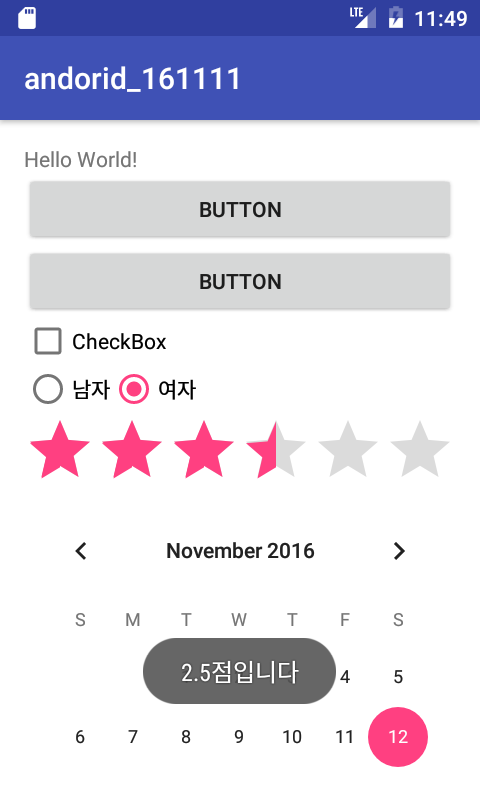 LTE 11:49
andorid_161111
Hello World!
BUTTON
BUTTON
CheckBox
남자 여자
November 2016
S M T W T F S
2.5점입니다 4 5
6 7 8 9 10 11 12